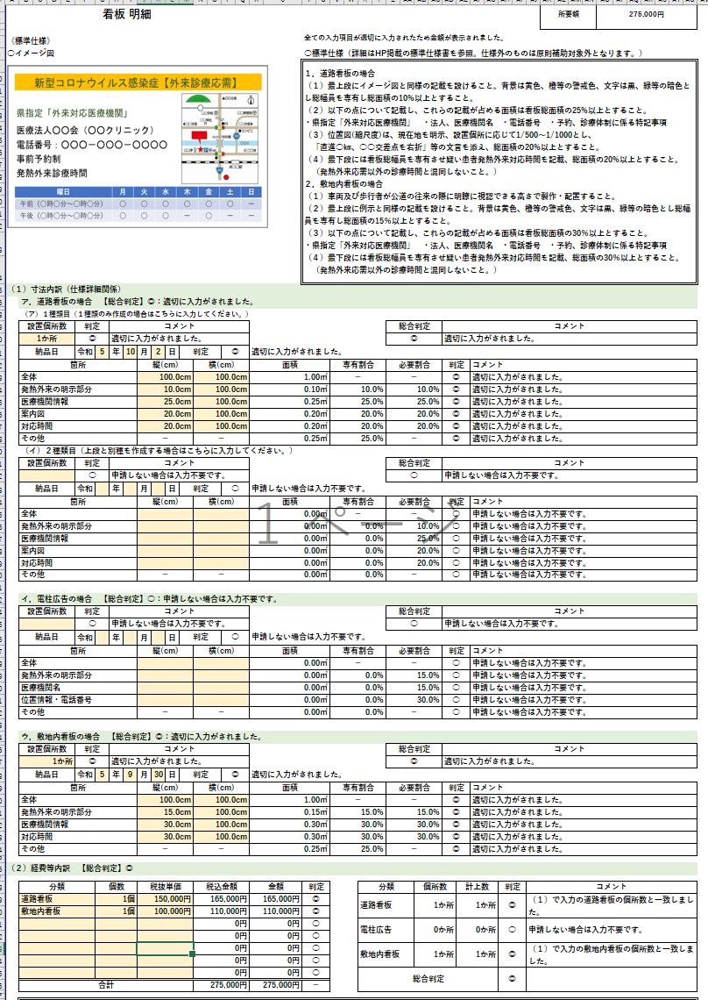 看板 明細
所要額 275,000円
（標準仕様）
全ての入力項目が適切に入力されたため金額が表示されました。
〇イメージ図
〇標準仕様（詳細はHP掲載の標準仕様書を参照。仕様外のものは原則補助対象外となります。）
新型コロナウイルス感染症【外来診療応需】
県指定「外来対応医療機関」
医療法人〇〇会（〇〇クリニック）
電話番号：〇〇〇－〇〇〇－〇〇〇〇
事前予約制
発熱外来診療時間
曜日 月 火 水 木 金 土 日
午前（〇時〇分～〇時〇分） 〇 〇 〇 〇 〇 〇 ー
午後（〇時〇分～〇時〇分） 〇 〇 〇 ー 〇 ー ー
１．道路看板の場合
（１）最上段にイメージ図と同様の記載を設けること。背景は黄色、橙等の警戒色、文字は黒、緑等の暗色と
し総幅員を専有し総面積の10%以上とすること。
（２）以下の点について記載し、これらの記載が占める面積は看板総面積の25%以上とすること。
・県指定「外来対応医療機関」 ・法人、医療機関名 ・電話番号 ・予約、診療体制に係る特記事項
（３）位置図(縮尺度)は、現在地を明示、設置個所に応じて1/500～1/1000とし、
「直進〇km、〇〇交差点を右折」等の文言を添え、総面積の20%以上とすること。
（４）最下段には看板総幅員を専有させ疑い患者発熱外来対応時間を記載、総面積の20%以上とすること。
（発熱外来応需以外の診療時間と混同しないこと。）
２．敷地内看板の場合
（１）車両及び歩行者が公道の往来の際に明瞭に視認できる高さで製作・配置すること。
（２）最上段に例示と同様の記載を設けること。背景は黄色、橙等の警戒色、文字は黒、緑等の暗色とし総幅
員を専有し総面積の15%以上とすること。
（３）以下の点について記載し、これらの記載が占める面積は看板総面積の30%以上とすること。
・県指定「外来対応医療機関」 ・法人、医療機関名 ・電話番号 ・予約、診療体制に係る特記事項
（４）最下段には看板総幅員を専有させ疑い患者発熱外来対応時間を記載、総面積の30%以上とすること。
（発熱外来応需以外の診療時間と混同しないこと。）
（１）寸法内訳（仕様詳細関係）
ア．道路看板の場合 【総合判定】◎：適切に入力がされました。
（ア）１種類目（１種類のみ作成の場合はこちらに入力してください。）
設置個所数 判定 コメント 総合判定 コメント
1か所 ◎ 適切に入力がされました。 ◎ 適切に入力がされました。
納品日 令和 5 年 10 月 2 日 判定 ◎ 適切に入力がされました。
箇所 縦(cm) 横(cm) 面積 専有割合 必要割合 判定 コメント
全体 100.0cm 100.0cm 1.00㎡ － － ◎ 適切に入力がされました。
発熱外来の明示部分 10.0cm 100.0cm 0.10㎡ 10.0% 10.0% ◎ 適切に入力がされました。
医療機関情報 25.0cm 100.0cm 0.25㎡ 25.0% 25.0% ◎ 適切に入力がされました。
案内図 20.0cm 100.0cm 0.20㎡ 20.0% 20.0% ◎ 適切に入力がされました。
対応時間 20.0cm 100.0cm 0.20㎡ 20.0% 20.0% ◎ 適切に入力がされました。
その他 － － 0.25㎡ 25.0% － ◎ 適切に入力がされました。
（イ）２種類目（上段と別種を作成する場合はこちらに入力してください。）
設置個所数 判定 コメント 総合判定 コメント
〇 申請しない場合は入力不要です。 〇 申請しない場合は入力不要です。
納品日 令和 年 月 日 判定 〇 申請しない場合は入力不要です。
箇所 縦(cm) 横(cm) 面積 専有割合 必要割合 判定 コメント
全体 0.00㎡ － － 〇 申請しない場合は入力不要です。
発熱外来の明示部分 0.00㎡ 0.0% 10.0% 〇 申請しない場合は入力不要です。
医療機関情報 0.00㎡ 0.0% 25.0% 〇 申請しない場合は入力不要です。
案内図 0.00㎡ 0.0% 20.0% 〇 申請しない場合は入力不要です。
対応時間 0.00㎡ 0.0% 20.0% 〇 申請しない場合は入力不要です。
その他 － － 0.00㎡ 0.0% － 〇 申請しない場合は入力不要です。
1 ページ
イ．電柱広告の場合 【総合判定】〇：申請しない場合は入力不要です。
設置個所数 判定 コメント 総合判定 コメント
〇 申請しない場合は入力不要です。 〇 申請しない場合は入力不要です。
納品日 令和 年 月 日 判定 〇 申請しない場合は入力不要です。
箇所 縦(cm) 横(cm) 面積 専有割合 必要割合 判定 コメント
全体 0.00㎡ － － 〇 申請しない場合は入力不要です。
発熱外来の明示部分 0.00㎡ 0.0% 15.0% 〇 申請しない場合は入力不要です。
医療機関名 0.00㎡ 0.0% 15.0% 〇 申請しない場合は入力不要です。
位置情報・電話番号 0.00㎡ 0.0% 30.0% 〇 申請しない場合は入力不要です。
その他 － － 0.00㎡ 0.0% － 〇 申請しない場合は入力不要です。
ウ．敷地内看板の場合 【総合判定】◎：適切に入力がされました。
設置個所数 判定 コメント 総合判定 コメント
1か所 ◎ 適切に入力がされました。 ◎ 適切に入力がされました。
納品日 令和 5 年 9 月 30 日 判定 ◎ 適切に入力がされました。
箇所 縦(cm) 横(cm) 面積 専有割合 必要割合 判定 コメント
全体 100.0cm 100.0cm 1.00㎡ － － ◎ 適切に入力がされました。
発熱外来の明示部分 15.0cm 100.0cm 0.15㎡ 15.0% 15.0% ◎ 適切に入力がされました。
医療機関情報 30.0cm 100.0cm 0.30㎡ 30.0% 30.0% ◎ 適切に入力がされました。
対応時間 30.0cm 100.0cm 0.30㎡ 30.0% 30.0% ◎ 適切に入力がされました。
その他 － － 0.25㎡ 25.0% － ◎ 適切に入力がされました。
（２）経費等内訳 【総合判定】◎
分類 個数 税抜単価 税込金額 金額 判定
道路看板 1個 150,000円 165,000円 165,000円 ◎
敷地内看板 1個 100,000円 110,000円 110,000円 ◎
0円 0円 〇
0円 0円 〇
0円 0円 〇
0円 0円 〇
0円 0円 〇
合計 275,000円 275,000円 －
分類 個所数 計上数 判定 コメント
道路看板 1か所 1か所 ◎ （１）で入力の道路看板の個所数と一致しました。
電柱広告 0か所 0か所 〇 申請しない場合は入力不要です。
敷地内看板 1か所 1か所 ◎ （１）で入力の敷地内看板の個所数と一致しました。
総合判定 ◎